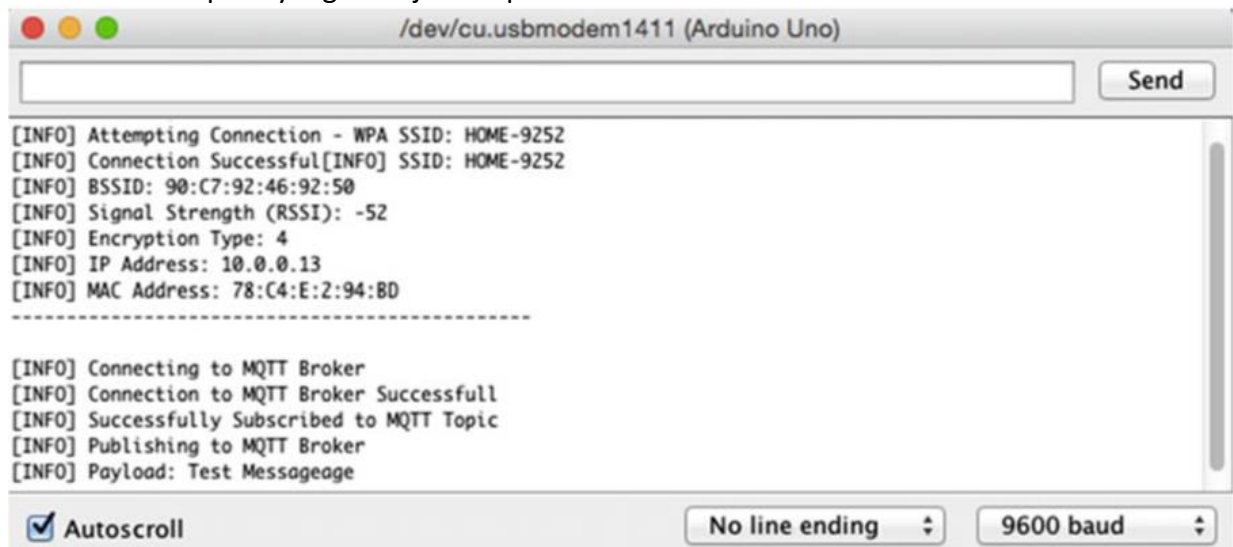 /dev/cu.usbmodem1411 (Arduino Uno)
Send
[INFO] Attempting Connection - WPA SSID: HOME-9252
[INFO] Connection Successful[INFO] SSID: HOME-9252
[INFO] BSSID: 90:C7:92:46:92:50
[INFO] Signal Strength (RSSI): -52
[INFO] Encryption Type: 4
[INFO] IP Address: 10.0.0.13
[INFO] MAC Address: 78:C4:E:2:94:BD
-----------------------------------------------
[INFO] Connecting to MQTT Broker
[INFO] Connection to MQTT Broker Successfull
[INFO] Successfully Subscribed to MQTT Topic
[INFO] Publishing to MQTT Broker
[INFO] Payload: Test Messageage
Autoscroll
No line ending
9600 baud